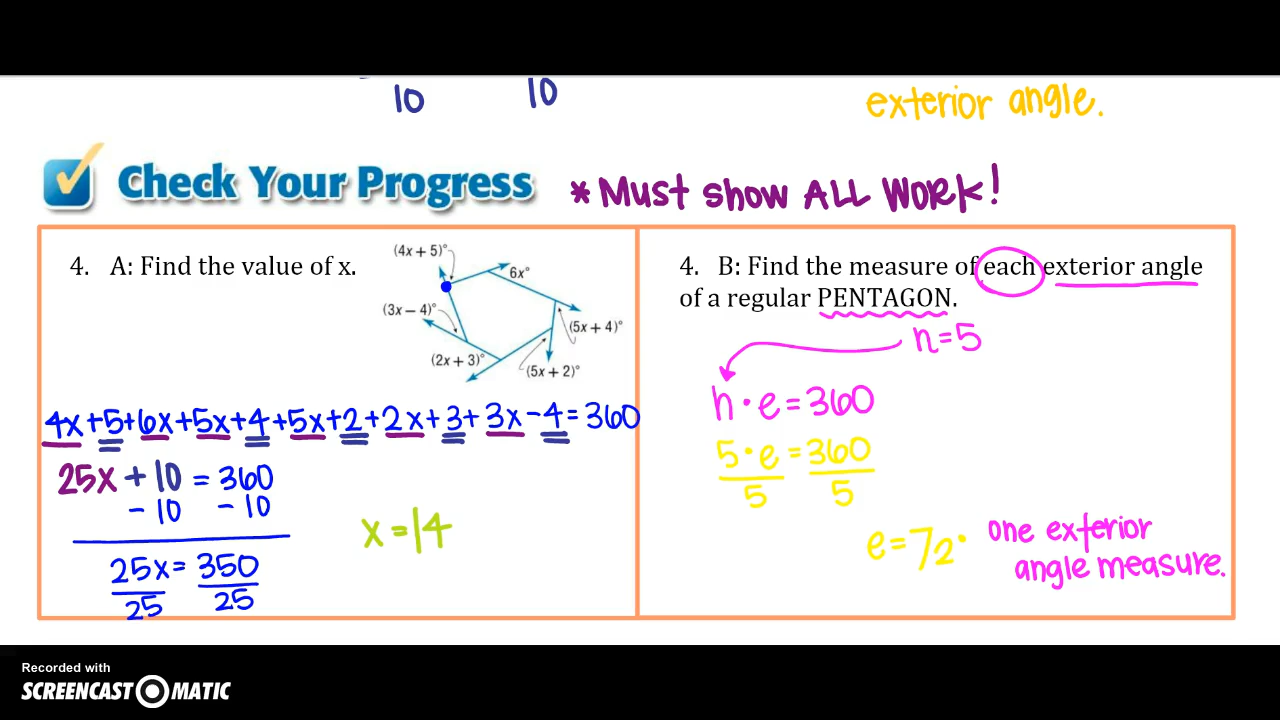 10 10
exterior angle.
Check Your Progress * Must show ALL WORK!
4. A: Find the value of x.
(4x + 5)°
6x°
(3x – 4)°
(5x + 4)°
(2x + 3)°
(5x + 2)°
4x +5+6x+5x+4+5x+2+2x+3+3x-4=360
25x +10 = 360
-10 -10
25x = 350
25 25
x = 14
4. B: Find the measure of each exterior angle
of a regular PENTAGON.
n=5
n · e = 360
5 · e = 360
5 5
e = 72°
one exterior
angle measure.
Recorded with
SCREENCAST MATIC